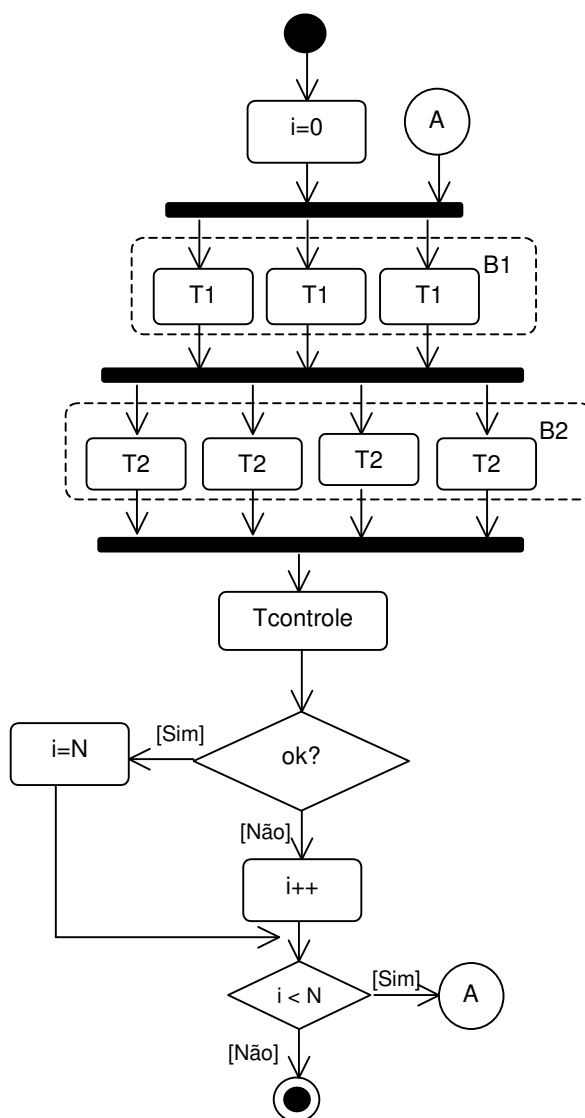 i=0
A
B1
T1
T1
T1
B2
T2
T2
T2
T2
Tcontrole
[Sim]
i=N
ok?
[Não]
i++
i < N
[Sim]
A
[Não]